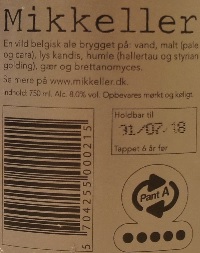 Mikkeller
En vild belgisk ale brygget på: vand, malt (pale
og cara), lys kandis, humle (hallertau og styrian
golding), gær og brettanomyces.
Se mere på www.mikkeller.dk.
Indhold: 750 ml. Alc. 8.0% vol. Opbevares mørkt og køligt.
Holdbar til
31/07-18
Tappet 6 år før
Pant A
5 704255 000215